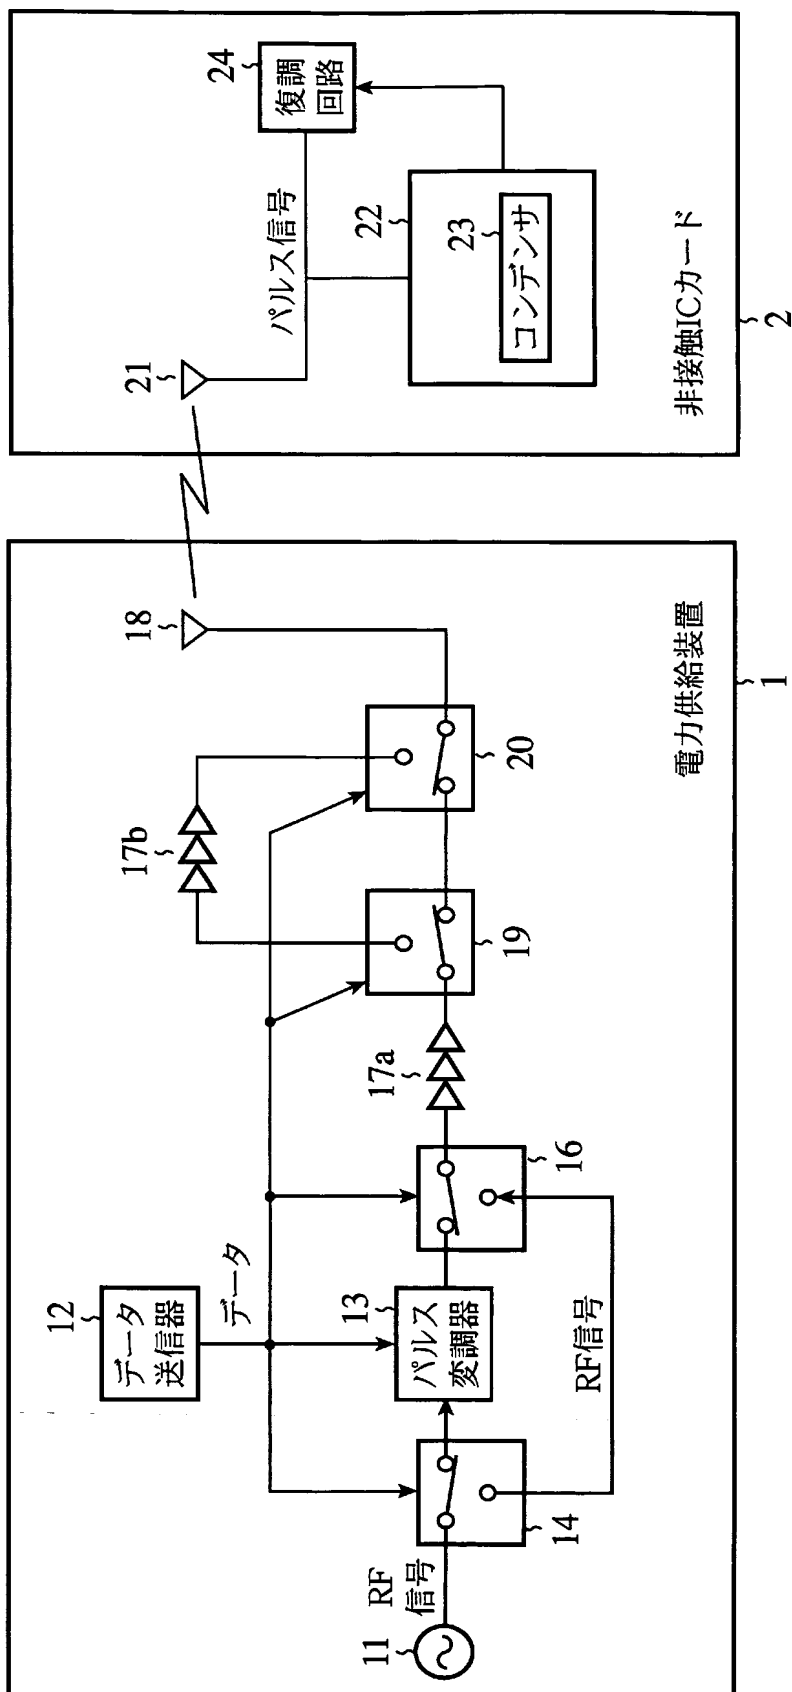 11
RF
信号
14
RF信号
12
データ
送信器
データ
13
パルス
変調器
16
17a
19
17b
20
18
電力供給装置
1
21
パルス信号
24
復調
回路
22
23
コンデンサ
非接触ICカード
2